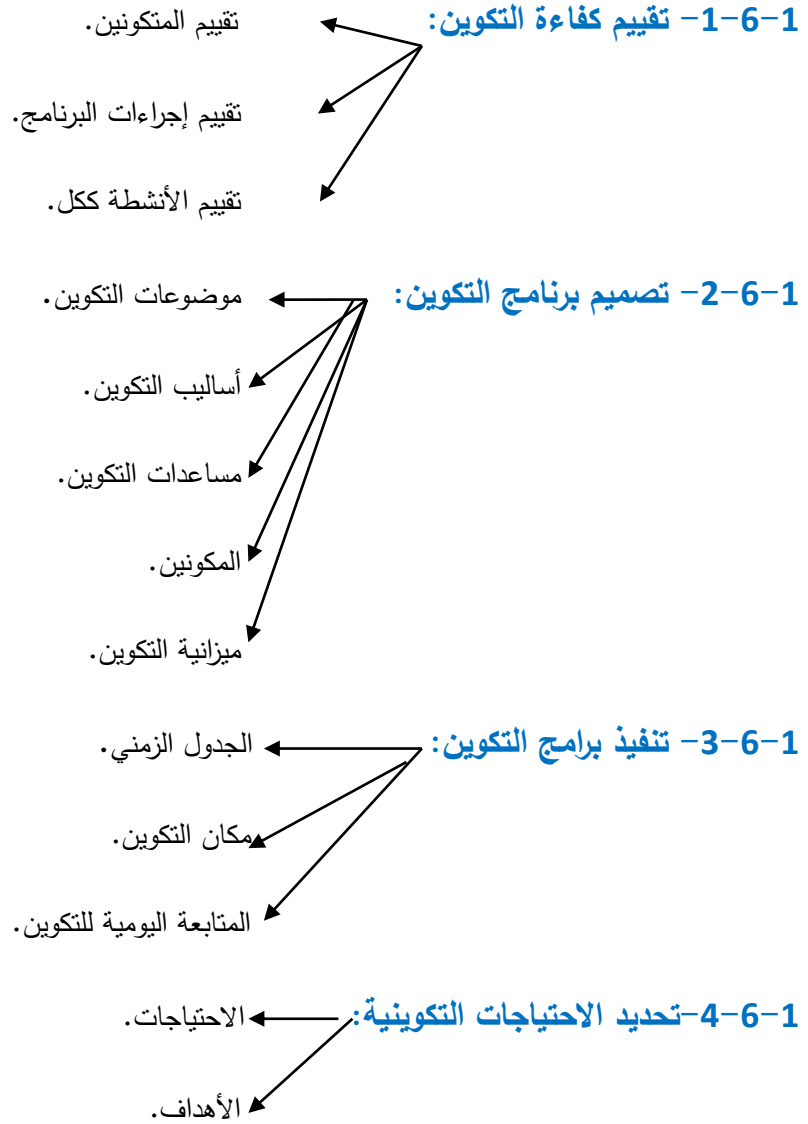 1-6-1- تقييم كفاءة التكوين: تقييم المتكونين.
تقييم إجراءات البرنامج.
تقييم الأنشطة ككل.
1-6-2- تصميم برنامج التكوين: موضوعات التكوين.
أساليب التكوين.
مساعدات التكوين.
المكونين.
ميزانية التكوين.
1-6-3- تنفيذ برامج التكوين: الجدول الزمني.
مكان التكوين.
المتابعة اليومية للتكوين.
1-6-4-تحديد الاحتياجات التكوينية: الاحتياجات.
الأهداف.